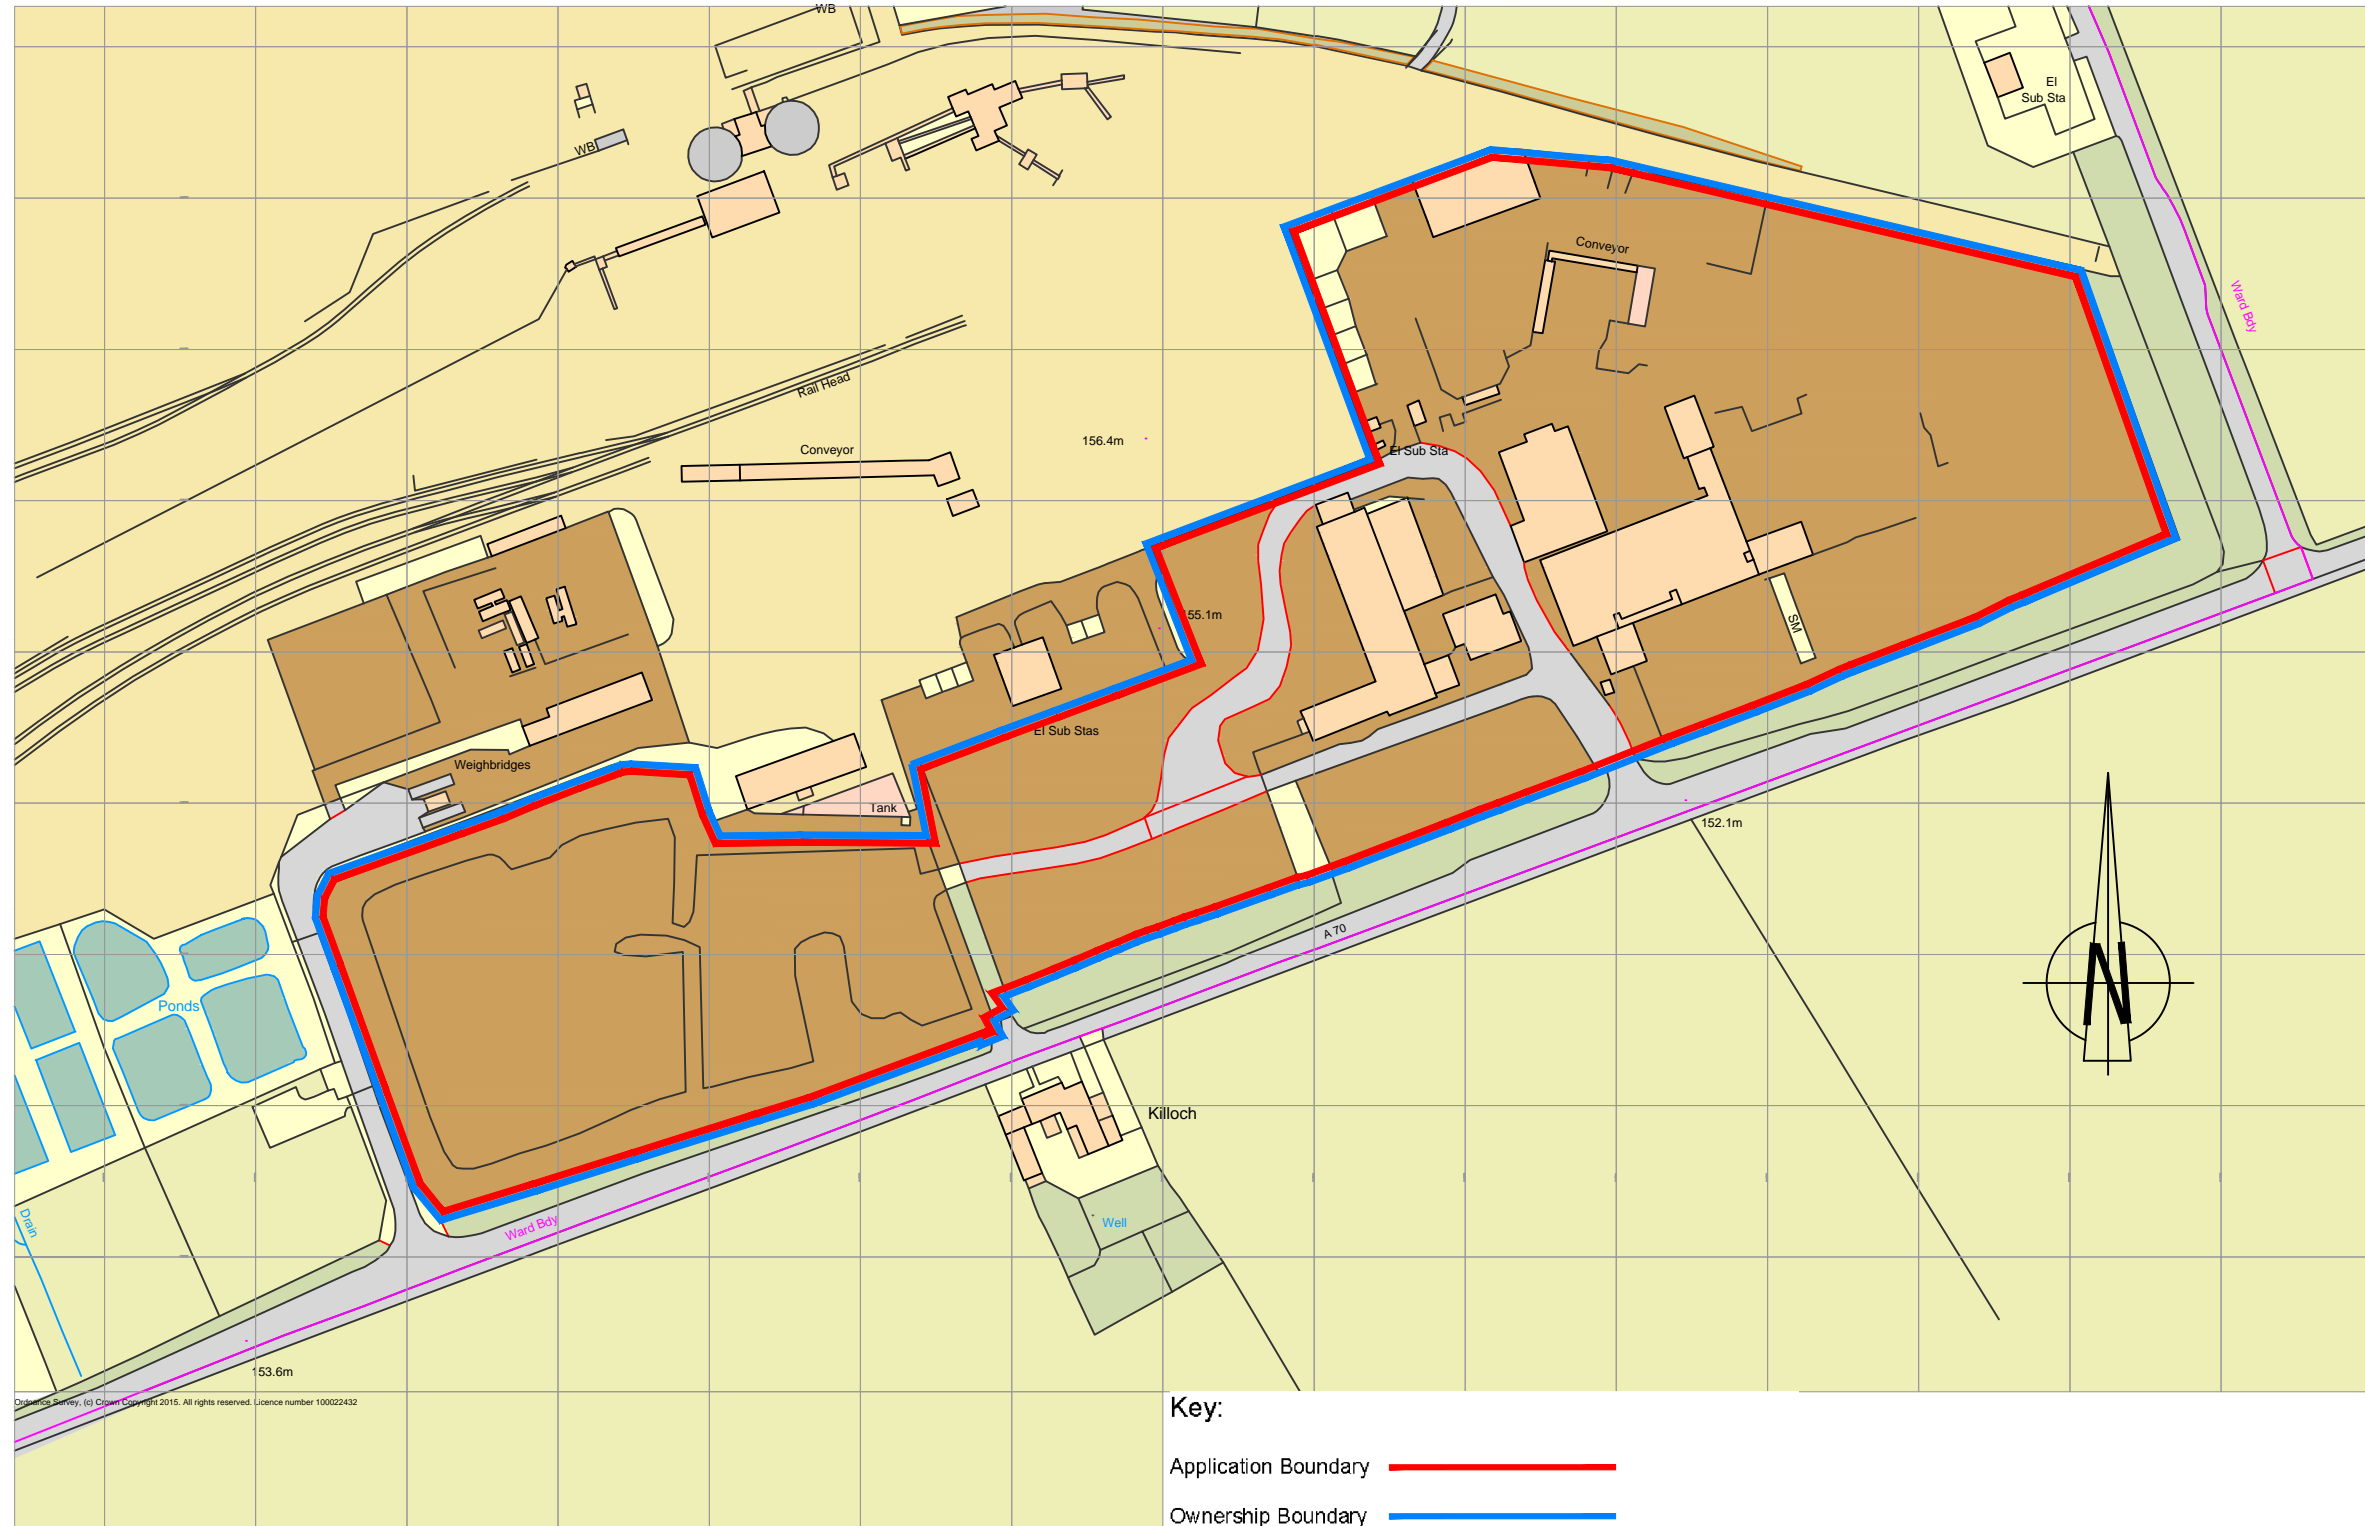 WB
El
Sub Sta
WB
Conveyor
Ward Bdy
Rail Head
156.4m
Conveyor
El Sub Sta
155.1m
SM
El Sub Stas
Weighbridges
Tank
152.1m
A 70
N
Ponds
Killoch
Drain
Ward Bdy
Well
153.6m
Ordnance Survey, (c) Crown Copyright 2015. All rights reserved. Licence number 100022432
Key:
Application Boundary
Ownership Boundary